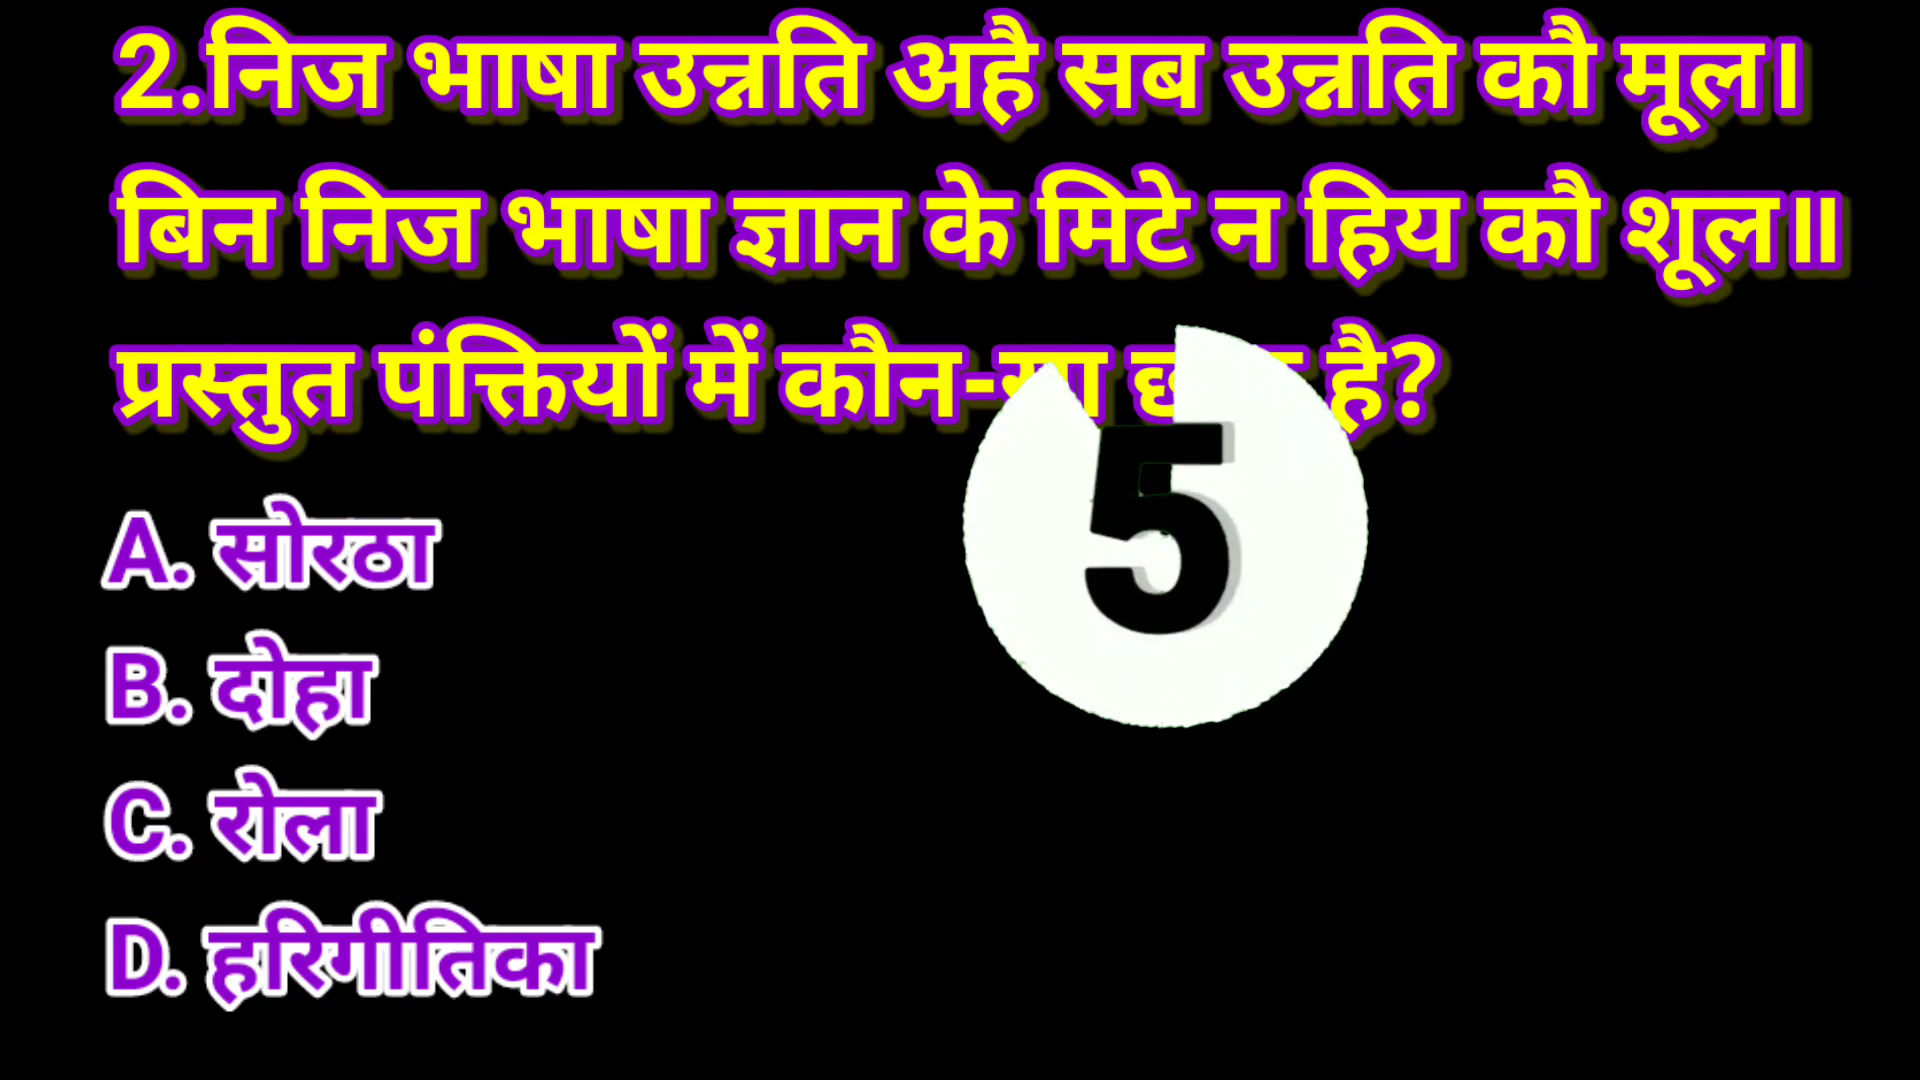 2.निज भाषा उन्नति अहै सब उन्नति कौ मूल।
बिन निज भाषा ज्ञान के मिटे न हिय कौ शूल॥
प्रस्तुत पंक्तियों में कौन-सा है?
5
A. सोरठा
B. दोहा
C. रोला
D. हरिगीतिका